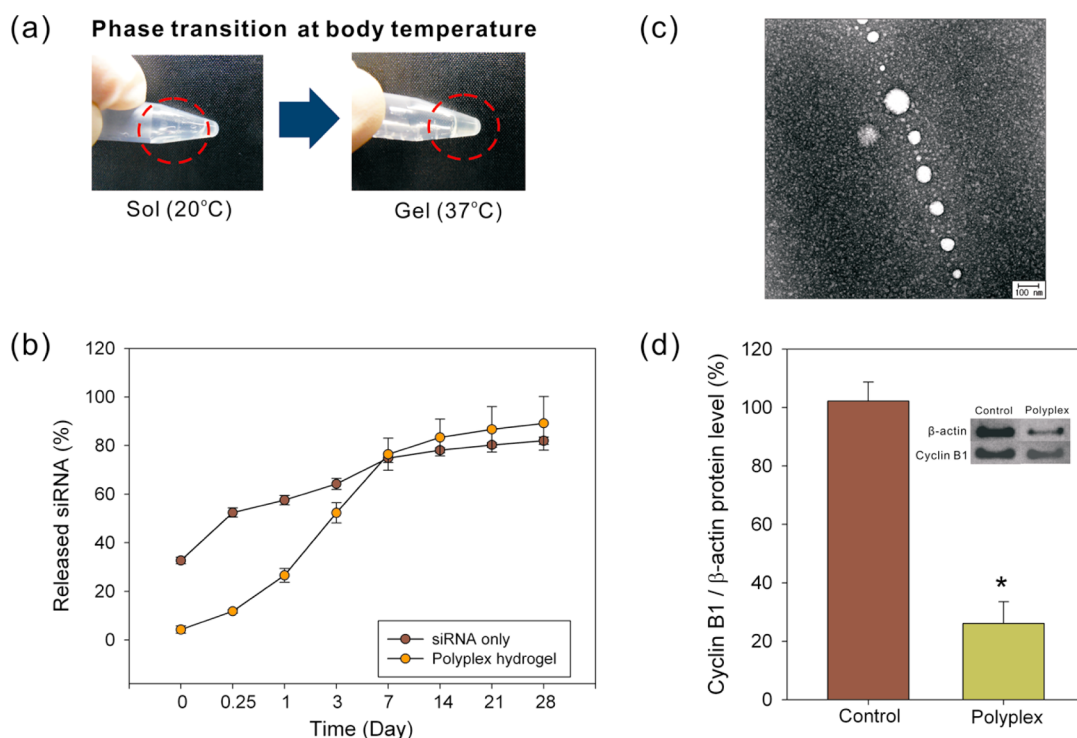 (a)
Phase transition at body temperature
Sol (20°C)
Gel (37°C)
(b)
Released siRNA (%)
120
100
80
60
40
20
0
siRNA only
Polyplex hydrogel
0 0.25 1 3 7 14 21 28
Time (Day)
(c)
100 nm
(d)
Cyclin B1 / β-actin protein level (%)
120
100
80
60
40
20
0
Control Polyplex
β-actin
Cyclin B1
*
Control Polyplex